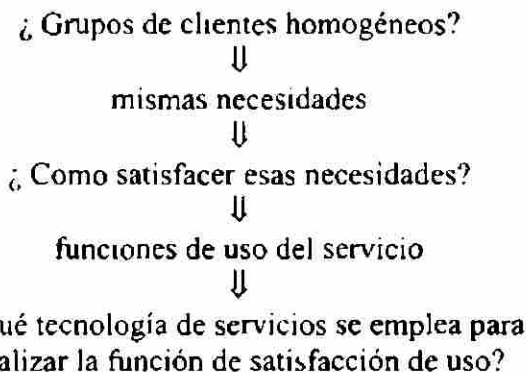 ¿ Grupos de clientes homogéneos?
⇓
mismas necesidades
⇓
¿ Como satisfacer esas necesidades?
⇓
funciones de uso del servicio
⇓
ué tecnología de servicios se emplea para
alizar la función de satisfacción de uso?